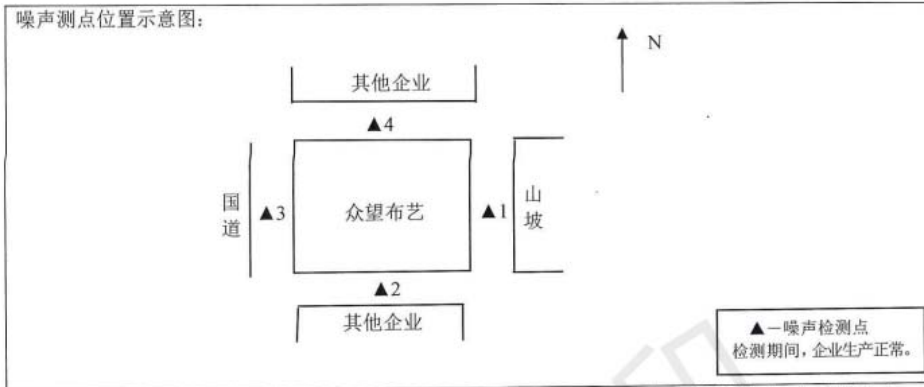 噪声测点位置示意图:
N
其他企业
▲4
国道
▲3
众望布艺
▲1
山坡
▲2
其他企业
▲—噪声检测点
检测期间，企业生产正常。